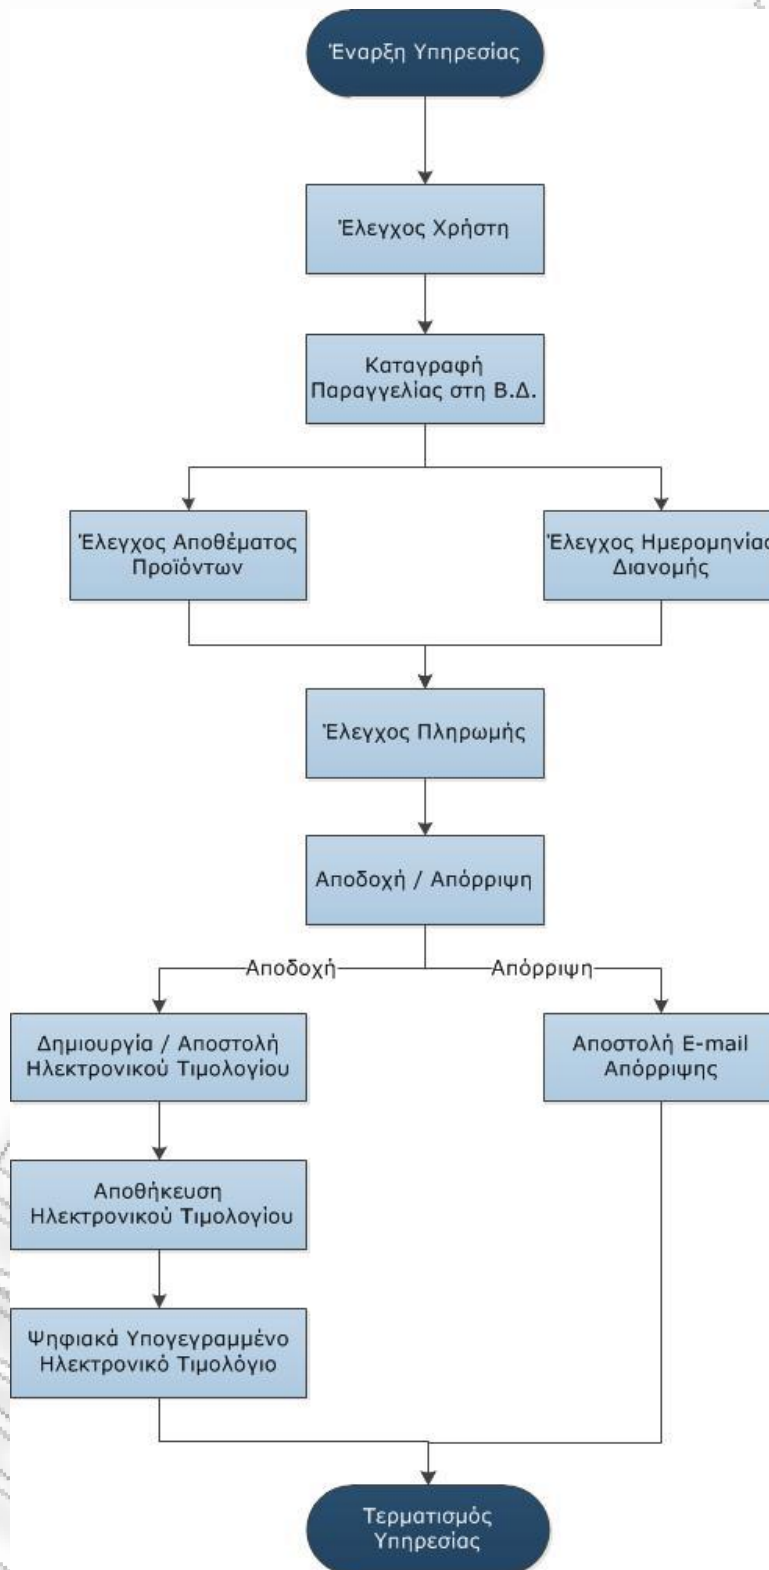 Έναρξη Υπηρεσίας
Έλεγχος Χρήστη
Καταγραφή
Παραγγελίας στη Β.Δ.
Έλεγχος Αποθέματος
Προϊόντων
Έλεγχος Ημερομηνίας
Διανομής
Έλεγχος Πληρωμής
Αποδοχή / Απόρριψη
Αποδοχή
Απόρριψη
Δημιουργία / Αποστολή
Ηλεκτρονικού Τιμολογίου
Αποστολή E-mail
Απόρριψης
Αποθήκευση
Ηλεκτρονικού Τιμολογίου
Ψηφιακά Υπογεγραμμένο
Ηλεκτρονικό Τιμολόγιο
Τερματισμός
Υπηρεσίας